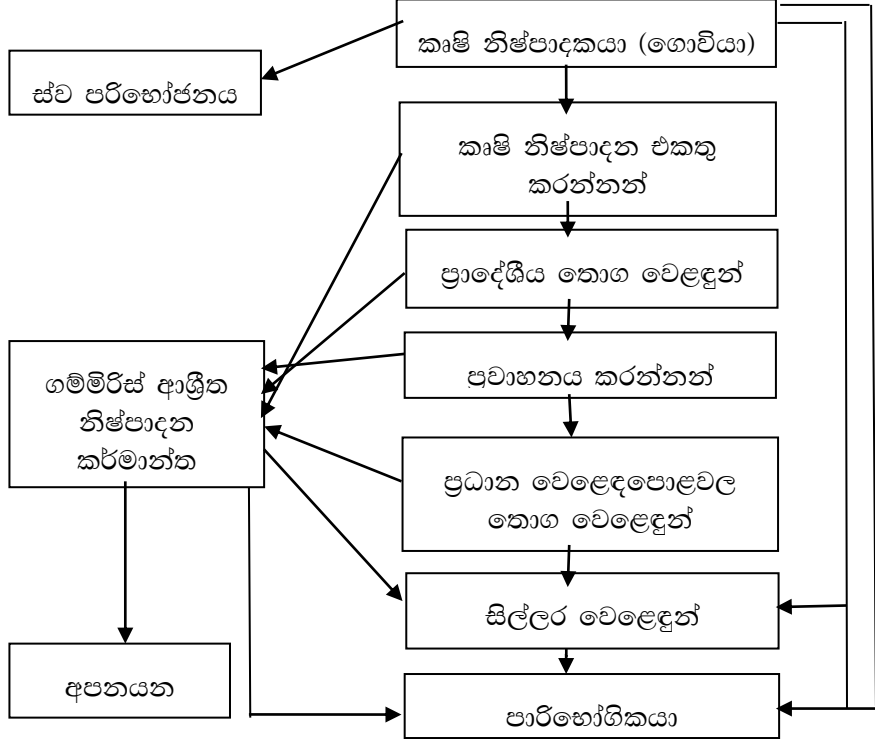 කෘෂි නිෂ්පාදකයා (ගොවියා)
ස්ව පරිභෝජනය
කෘෂි නිෂ්පාදන එකතු
කරන්නන්
ප්‍රාදේශීය තොග වෙළඳුන්
ප්‍රවාහනය කරන්නන්
ගම්මිරිස් ආශ්‍රීත
නිෂ්පාදන
කර්මාන්ත
ප්‍රධාන වෙළෙඳපොළවල
තොග වෙළෙඳුන්
සිල්ලර වෙළෙඳුන්
අපනයන
පාරිභෝගිකයා